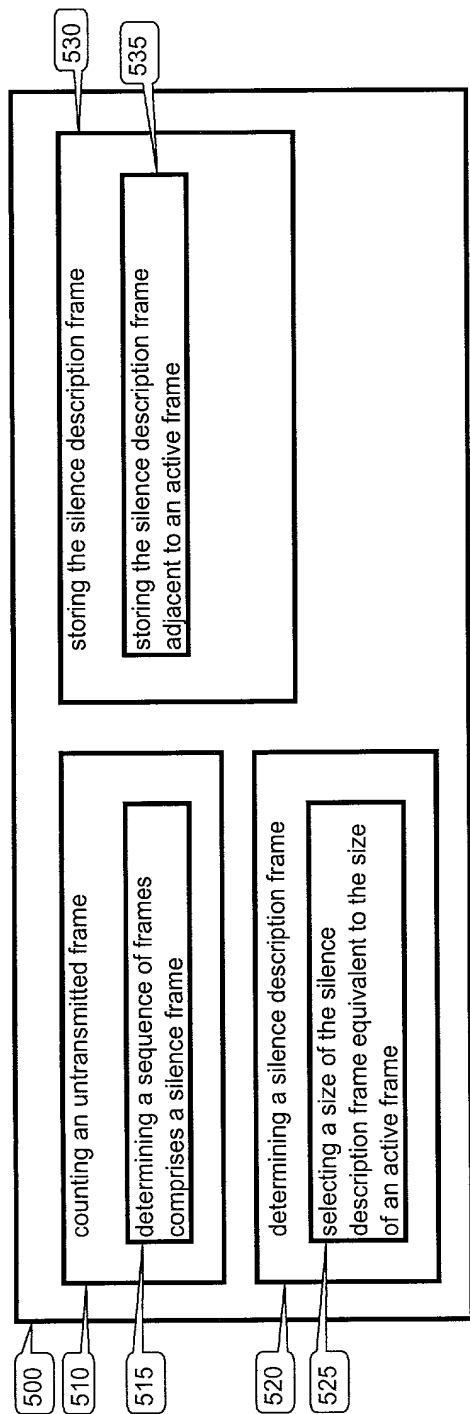 500
510
counting an untransmitted frame
515
determining a sequence of frames
comprises a silence frame
520
determining a silence description frame
525
selecting a size of the silence
description frame equivalent to the size
of an active frame
530
storing the silence description frame
535
storing the silence description frame
adjacent to an active frame